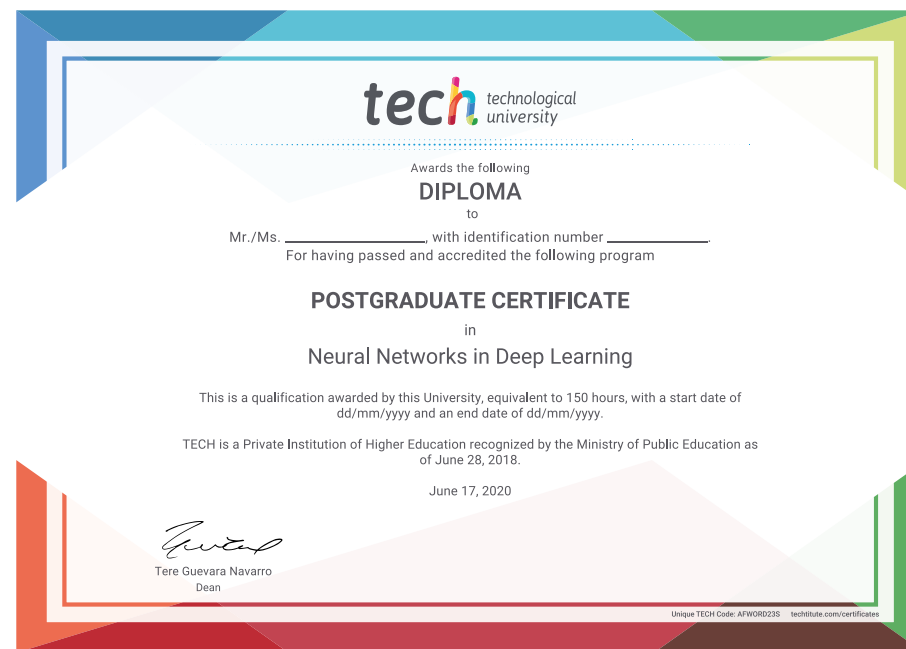 tech technological
university
Awards the following
DIPLOMA
to
Mr./Ms. ____________________, with identification number ______________.
For having passed and accredited the following program
POSTGRADUATE CERTIFICATE
in
Neural Networks in Deep Learning
This is a qualification awarded by this University, equivalent to 150 hours, with a start date of
dd/mm/yyyy and an end date of dd/mm/yyyy.
TECH is a Private Institution of Higher Education recognized by the Ministry of Public Education as
of June 28, 2018.
June 17, 2020
Tere Guevara Navarro
Dean
Unique TECH Code: AFWORD23S techtitute.com/certificates